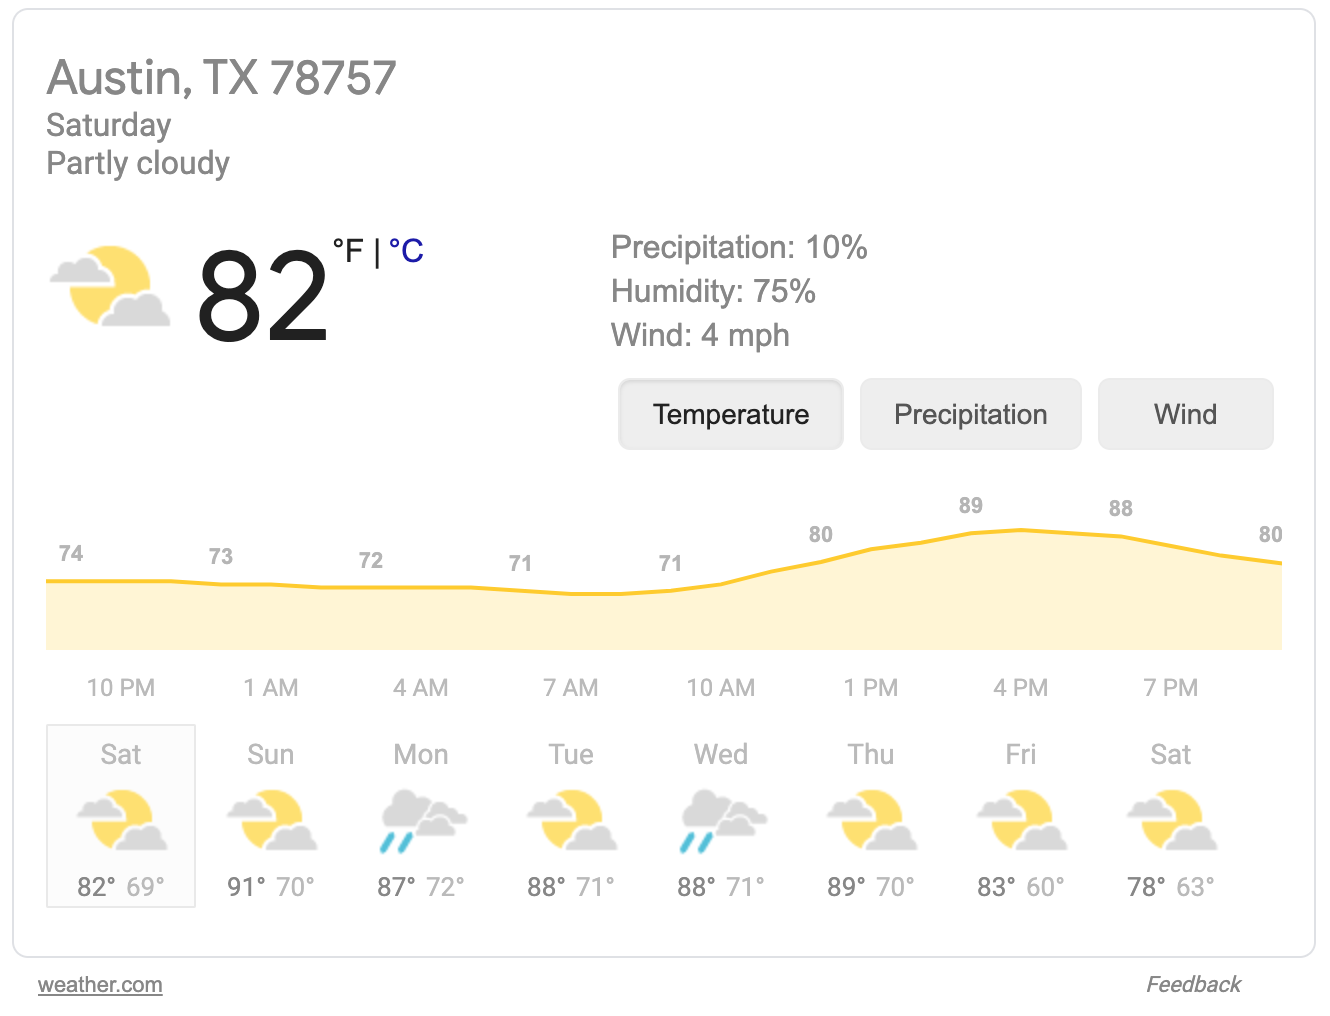 Austin, TX 78757
Saturday
Partly cloudy
82 °F | °C
Precipitation: 10%
Humidity: 75%
Wind: 4 mph
Temperature Precipitation Wind
74 73 72 71 71 80 89 88 80
10 PM 1 AM 4 AM 7 AM 10 AM 1 PM 4 PM 7 PM
Sat Sun Mon Tue Wed Thu Fri Sat
82° 69° 91° 70° 87° 72° 88° 71° 88° 71° 89° 70° 83° 60° 78° 63°
weather.com Feedback